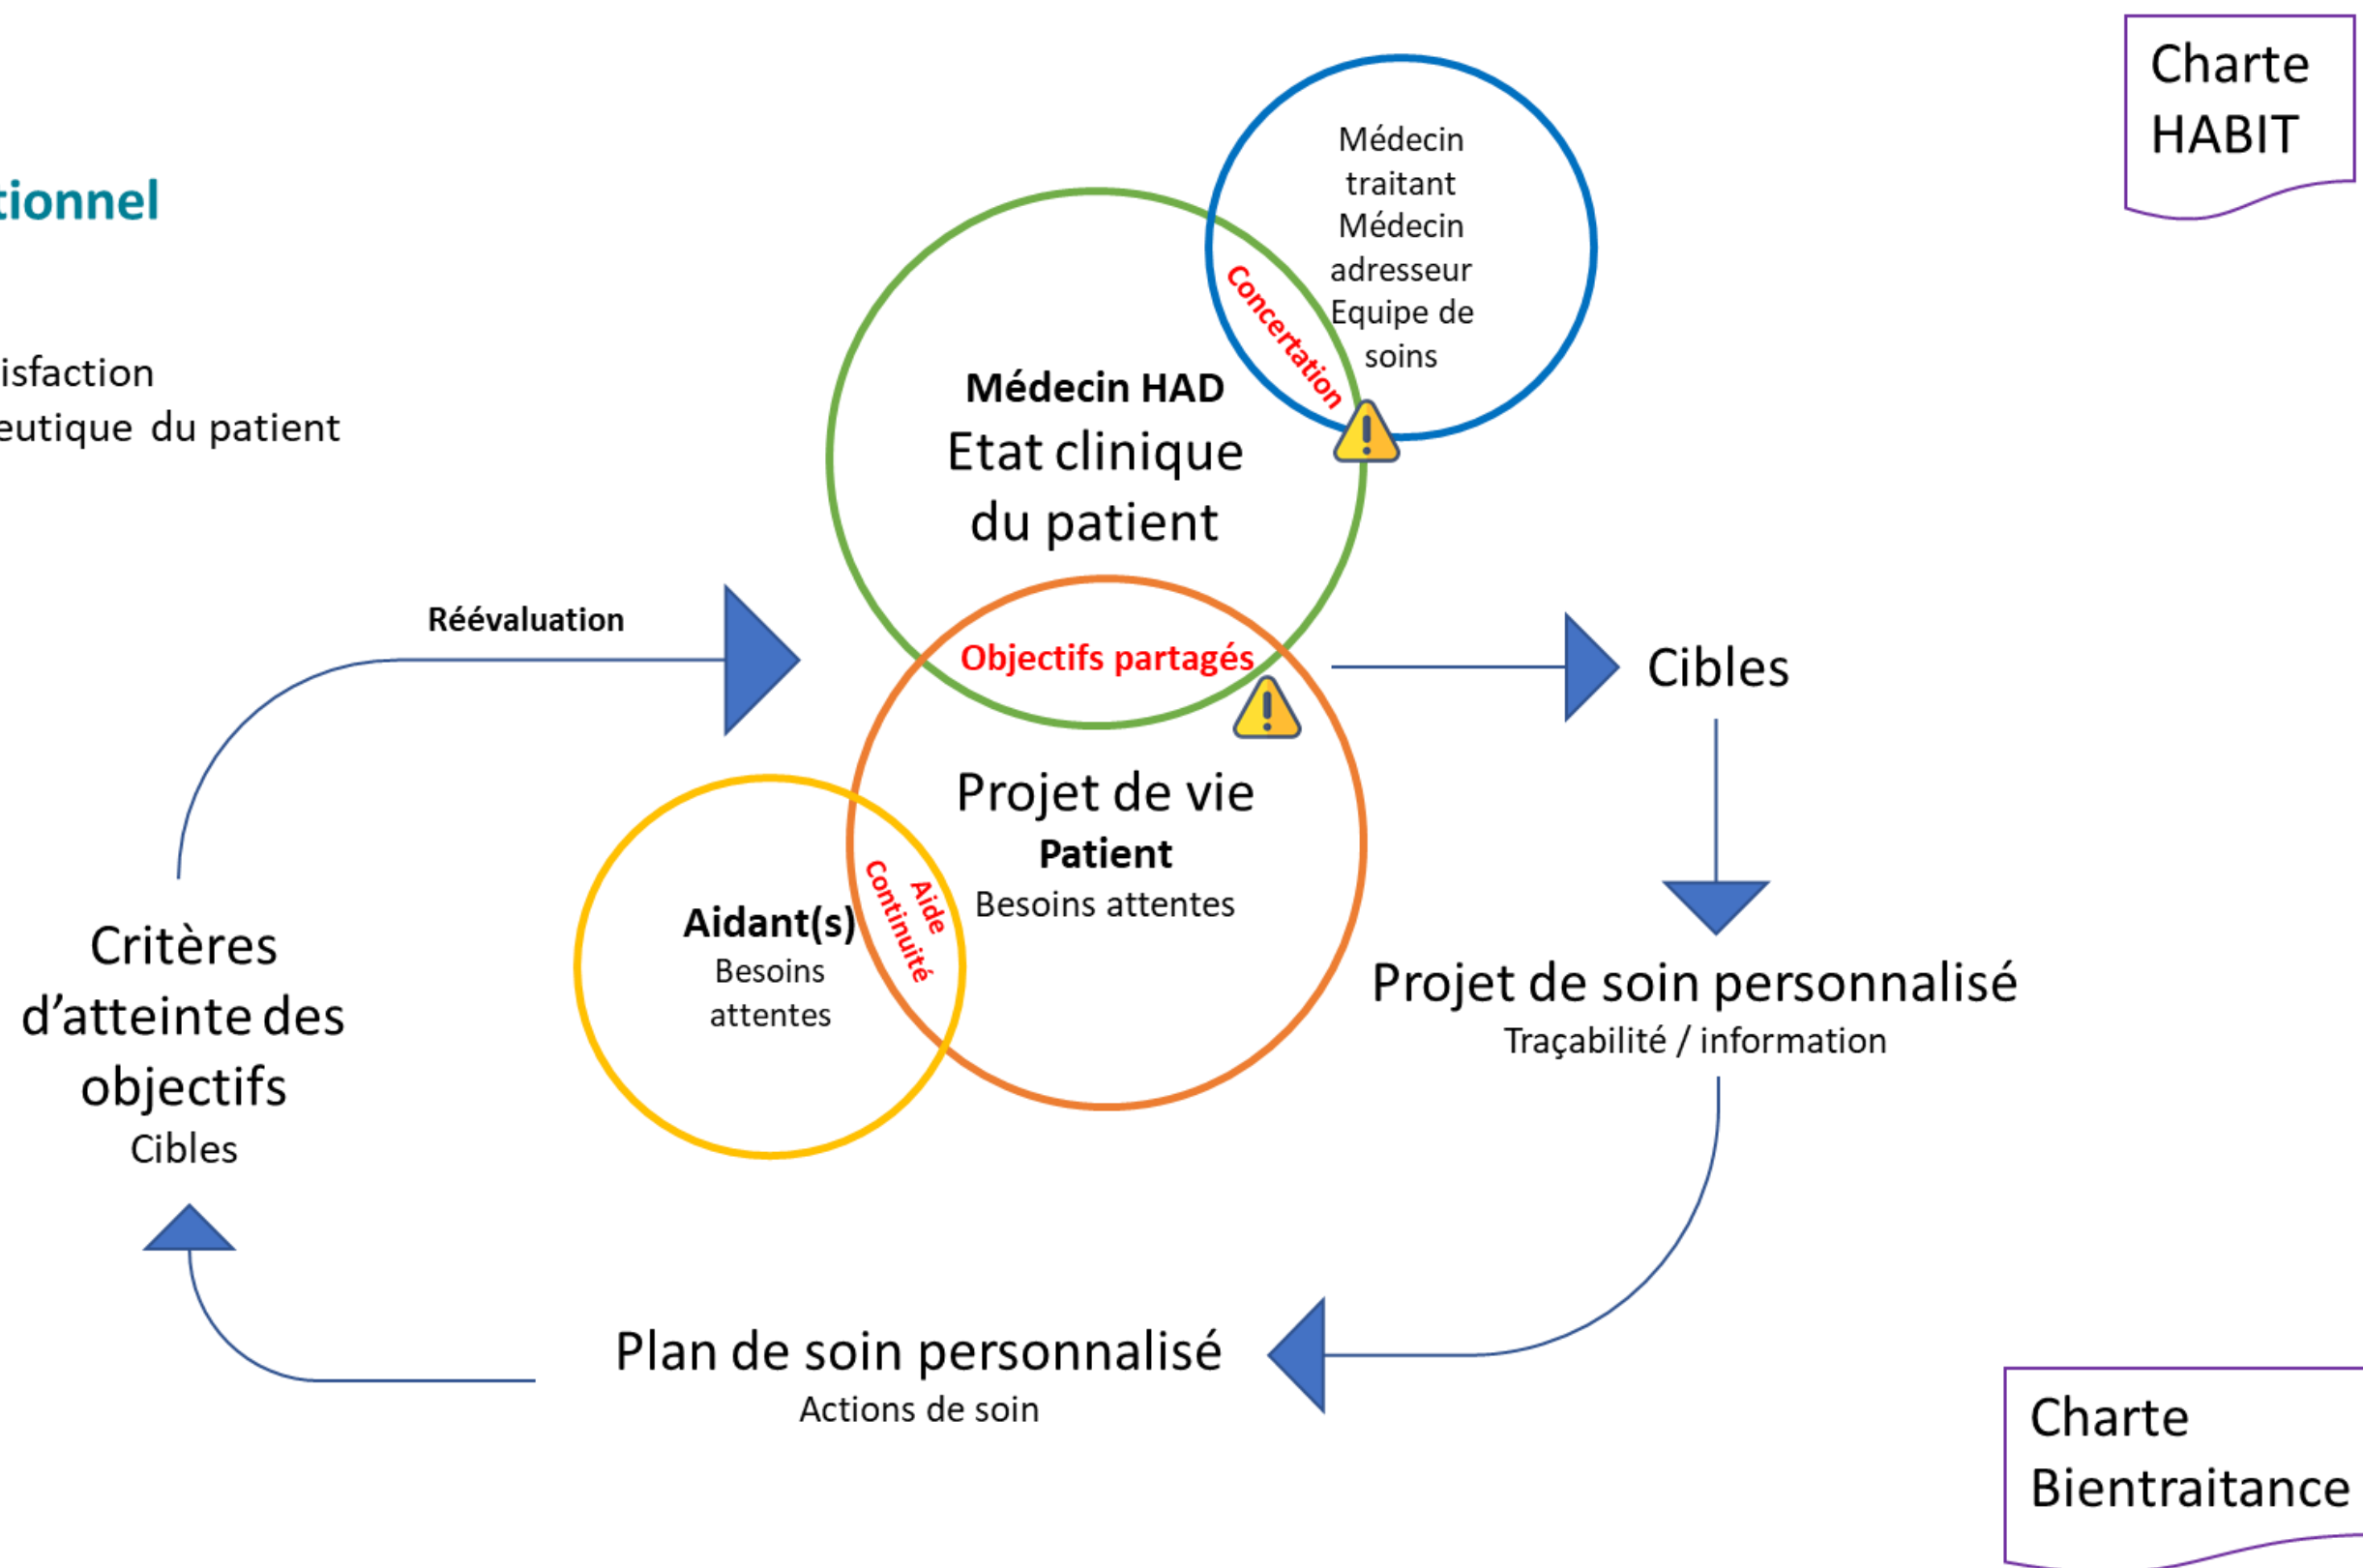 Charte
HABIT
tionnel
isfaction
eutique du patient
Médecin
traitant
Médecin
adresseur
Equipe de
soins
Concertation
Médecin HAD
Etat clinique
du patient
Réévaluation
Objectifs partagés
Cibles
Projet de vie
Patient
Besoins attentes
Aide
Continuité
Aidant(s)
Besoins
attentes
Critères
d’atteinte des
objectifs
Cibles
Projet de soin personnalisé
Traçabilité / information
Plan de soin personnalisé
Actions de soin
Charte
Bientraitance